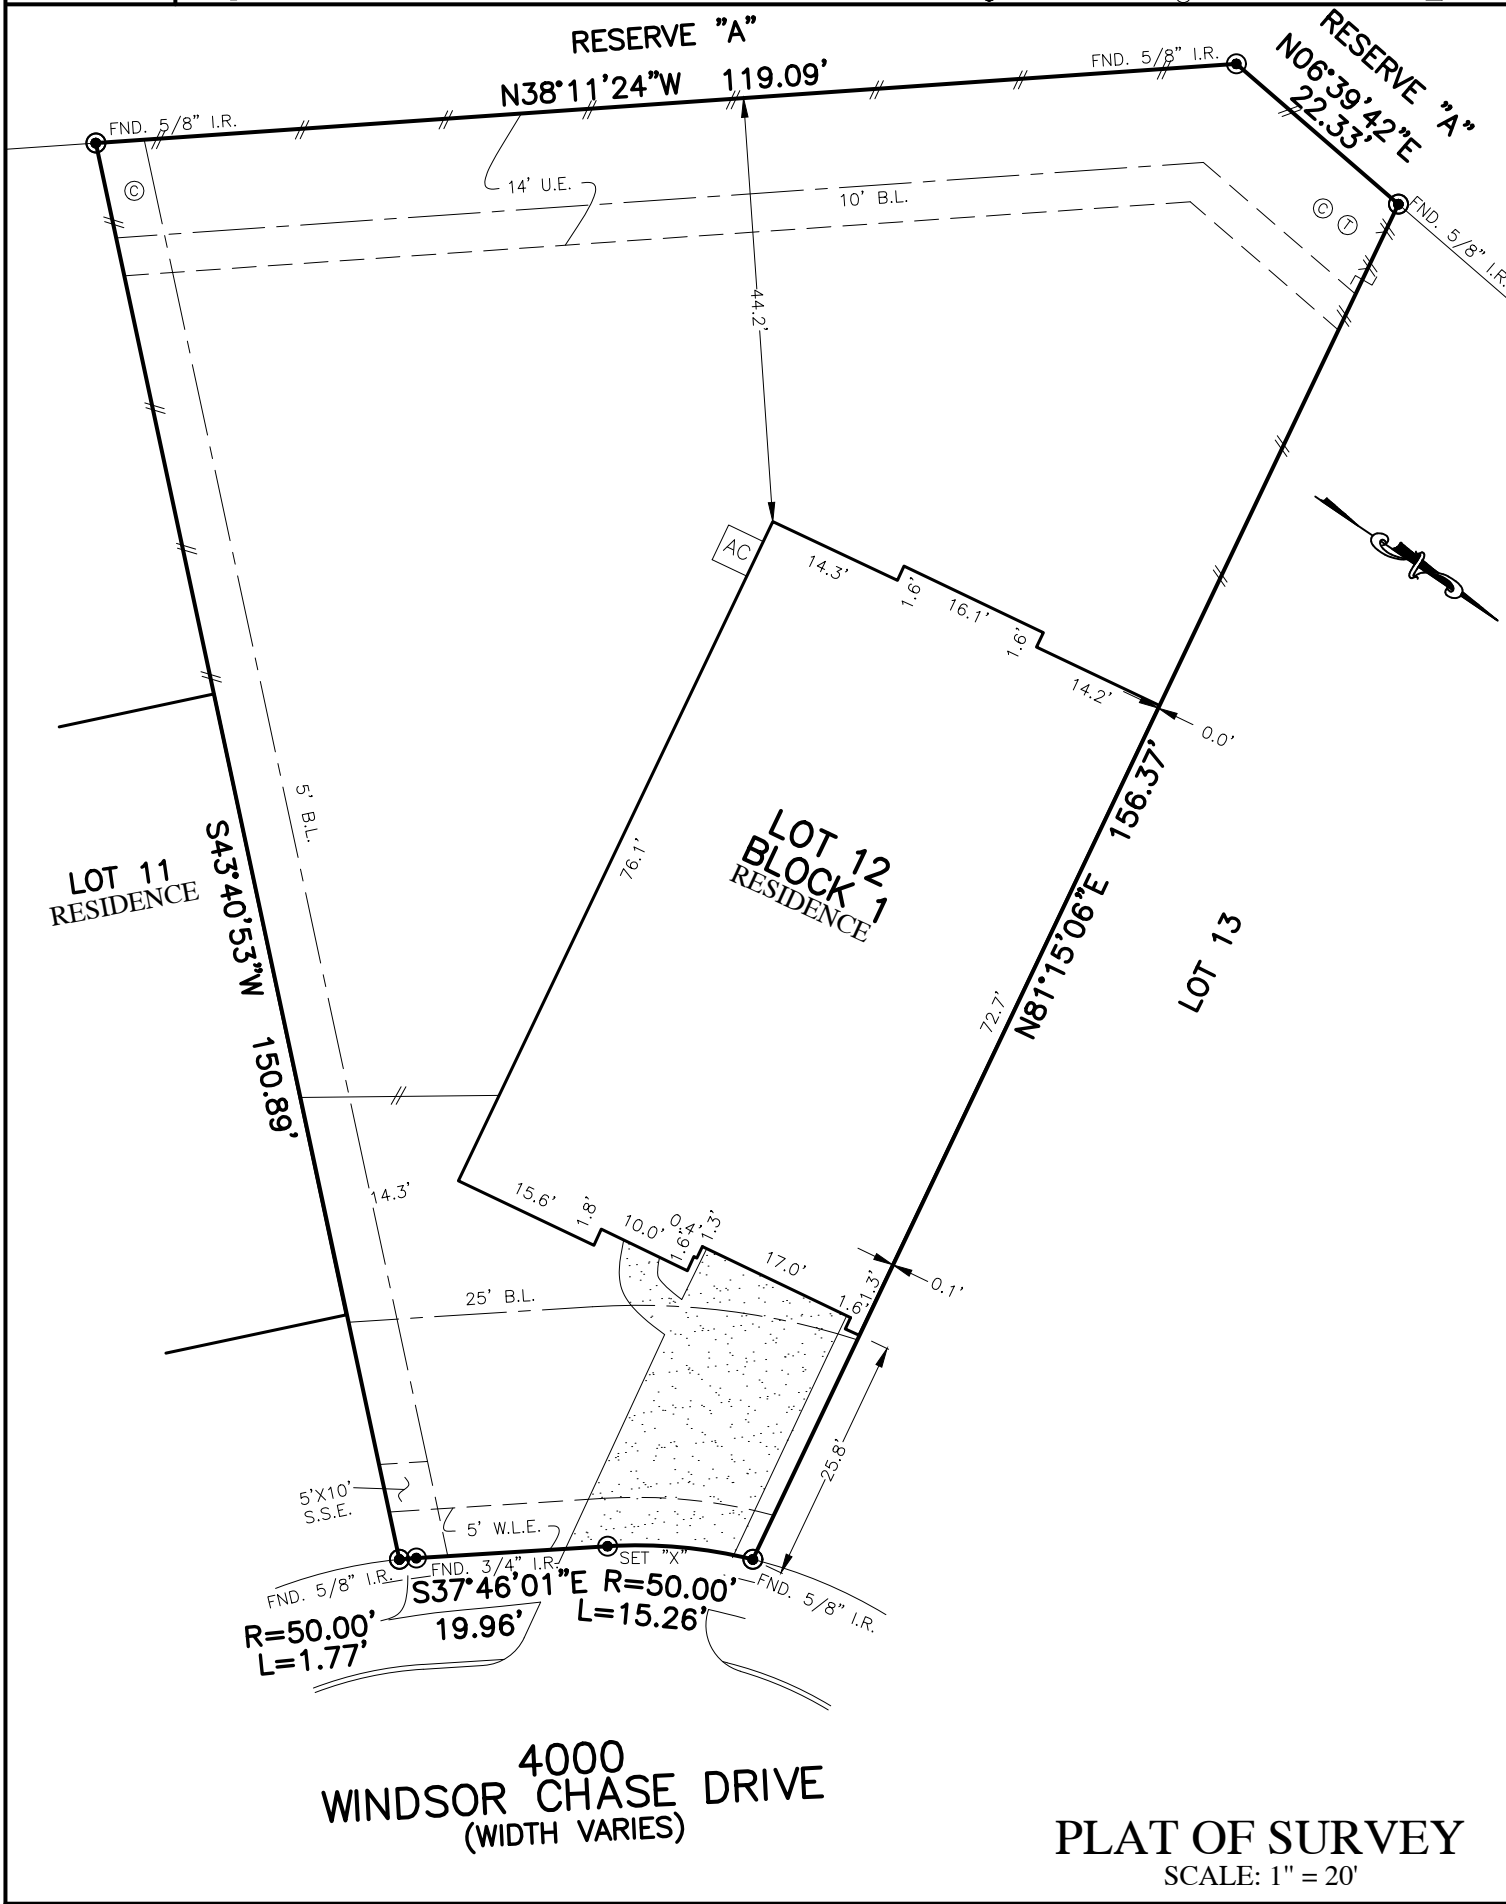 RESERVE "A"
N38°11'24"W 119.09'
FND. 5/8" I.R.
RESERVE "A"
N06°39'42"E
22.33'
FND. 5/8" I.R.
FND. 5/8" I.R.
C
14' U.E.
10' B.L.
C
T
44.2'
AC
14.3'
1.6'
16.1'
1.6'
14.2'
0.0'
5' B.L.
LOT 11
RESIDENCE
S43°40'53"W 150.89'
76.1'
LOT 12
BLOCK 1
RESIDENCE
N81°15'06"E 156.37'
72.7'
LOT 13
14.3'
15.6'
1.8'
10.0'
0.4'
1.6'
1.3'
17.0'
1.6'
1.3'
0.1'
25' B.L.
25.8'
5'X10'
S.S.E.
5' W.L.E.
FND. 5/8" I.R.
FND. 3/4" I.R.
SET "X"
FND. 5/8" I.R.
S37°46'01"E
19.96'
R=50.00'
L=15.26'
R=50.00'
L=1.77'
4000
WINDSOR CHASE DRIVE
(WIDTH VARIES)
PLAT OF SURVEY
SCALE: 1" = 20'